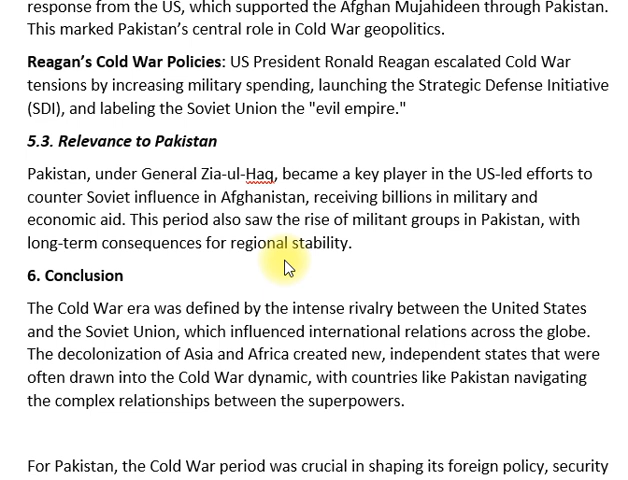 response from the US, which supported the Afghan Mujahideen through Pakistan.
This marked Pakistan’s central role in Cold War geopolitics.
Reagan’s Cold War Policies: US President Ronald Reagan escalated Cold War
tensions by increasing military spending, launching the Strategic Defense Initiative
(SDI), and labeling the Soviet Union the "evil empire."
5.3. Relevance to Pakistan
Pakistan, under General Zia-ul-Haq, became a key player in the US-led efforts to
counter Soviet influence in Afghanistan, receiving billions in military and
economic aid. This period also saw the rise of militant groups in Pakistan, with
long-term consequences for regional stability.
6. Conclusion
The Cold War era was defined by the intense rivalry between the United States
and the Soviet Union, which influenced international relations across the globe.
The decolonization of Asia and Africa created new, independent states that were
often drawn into the Cold War dynamic, with countries like Pakistan navigating
the complex relationships between the superpowers.
For Pakistan, the Cold War period was crucial in shaping its foreign policy, security